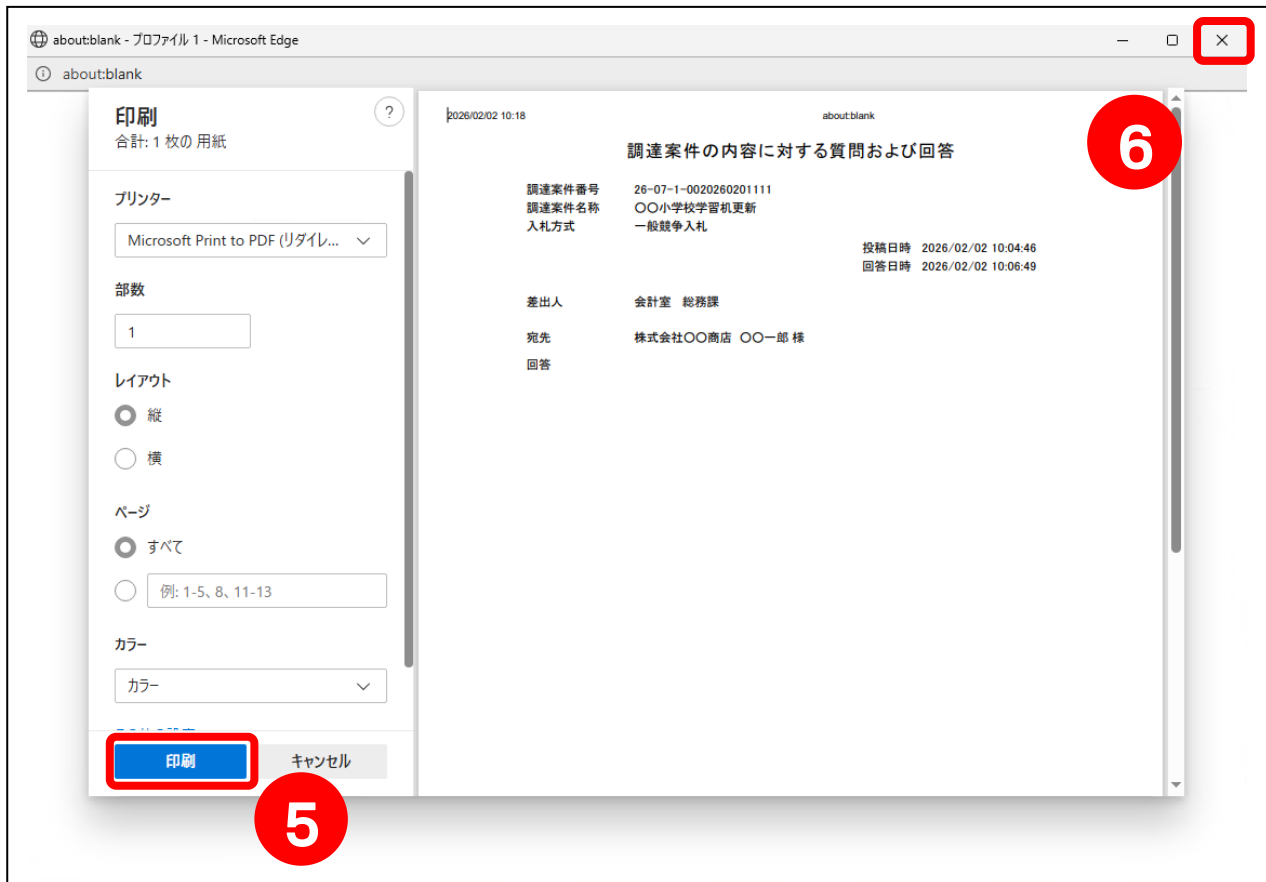 about:blank - プロファイル 1 - Microsoft Edge
about:blank
印刷
合計: 1 枚の 用紙
?
プリンター
Microsoft Print to PDF (リダイレ...
部数
1
レイアウト
縦
横
ページ
すべて
例: 1-5、8、11-13
カラー
カラー
印刷
キャンセル
5
2026/02/02 10:18 about:blank
6
調達案件の内容に対する質問および回答
調達案件番号 26-07-1-0020260201111
調達案件名称 〇〇小学校学習机更新
入札方式 一般競争入札
投稿日時 2026/02/02 10:04:46
回答日時 2026/02/02 10:06:49
差出人 会計室 総務課
宛先 株式会社〇〇商店 〇〇一郎 様
回答